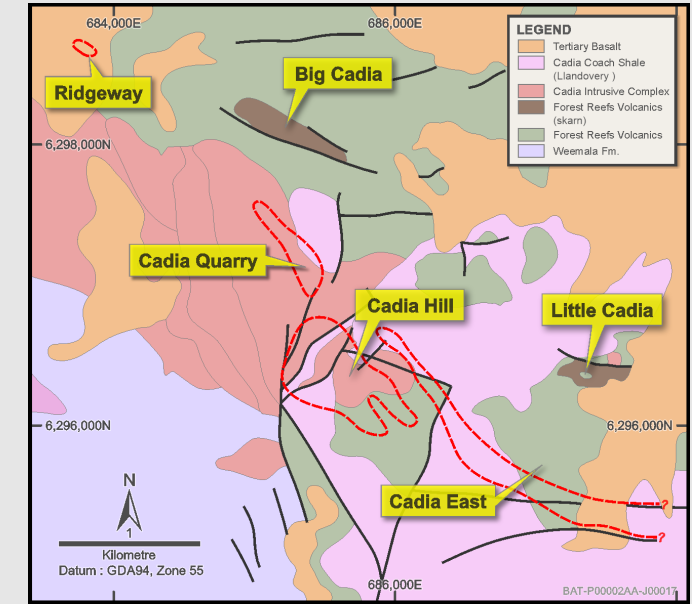 684,000E
686,000E
LEGEND
Tertiary Basalt
Cadia Coach Shale
(Llandovery )
Cadia Intrusive Complex
Forest Reefs Volcanics
(skarn)
Forest Reefs Volcanics
Weemala Fm.
Ridgeway
Big Cadia
6,298,000N
Cadia Quarry
Cadia Hill
Little Cadia
6,296,000N
6,296,000N
Cadia East
?
?
N
1
Kilometre
Datum : GDA94, Zone 55
686,000E
BAT-P00002AA-J00017